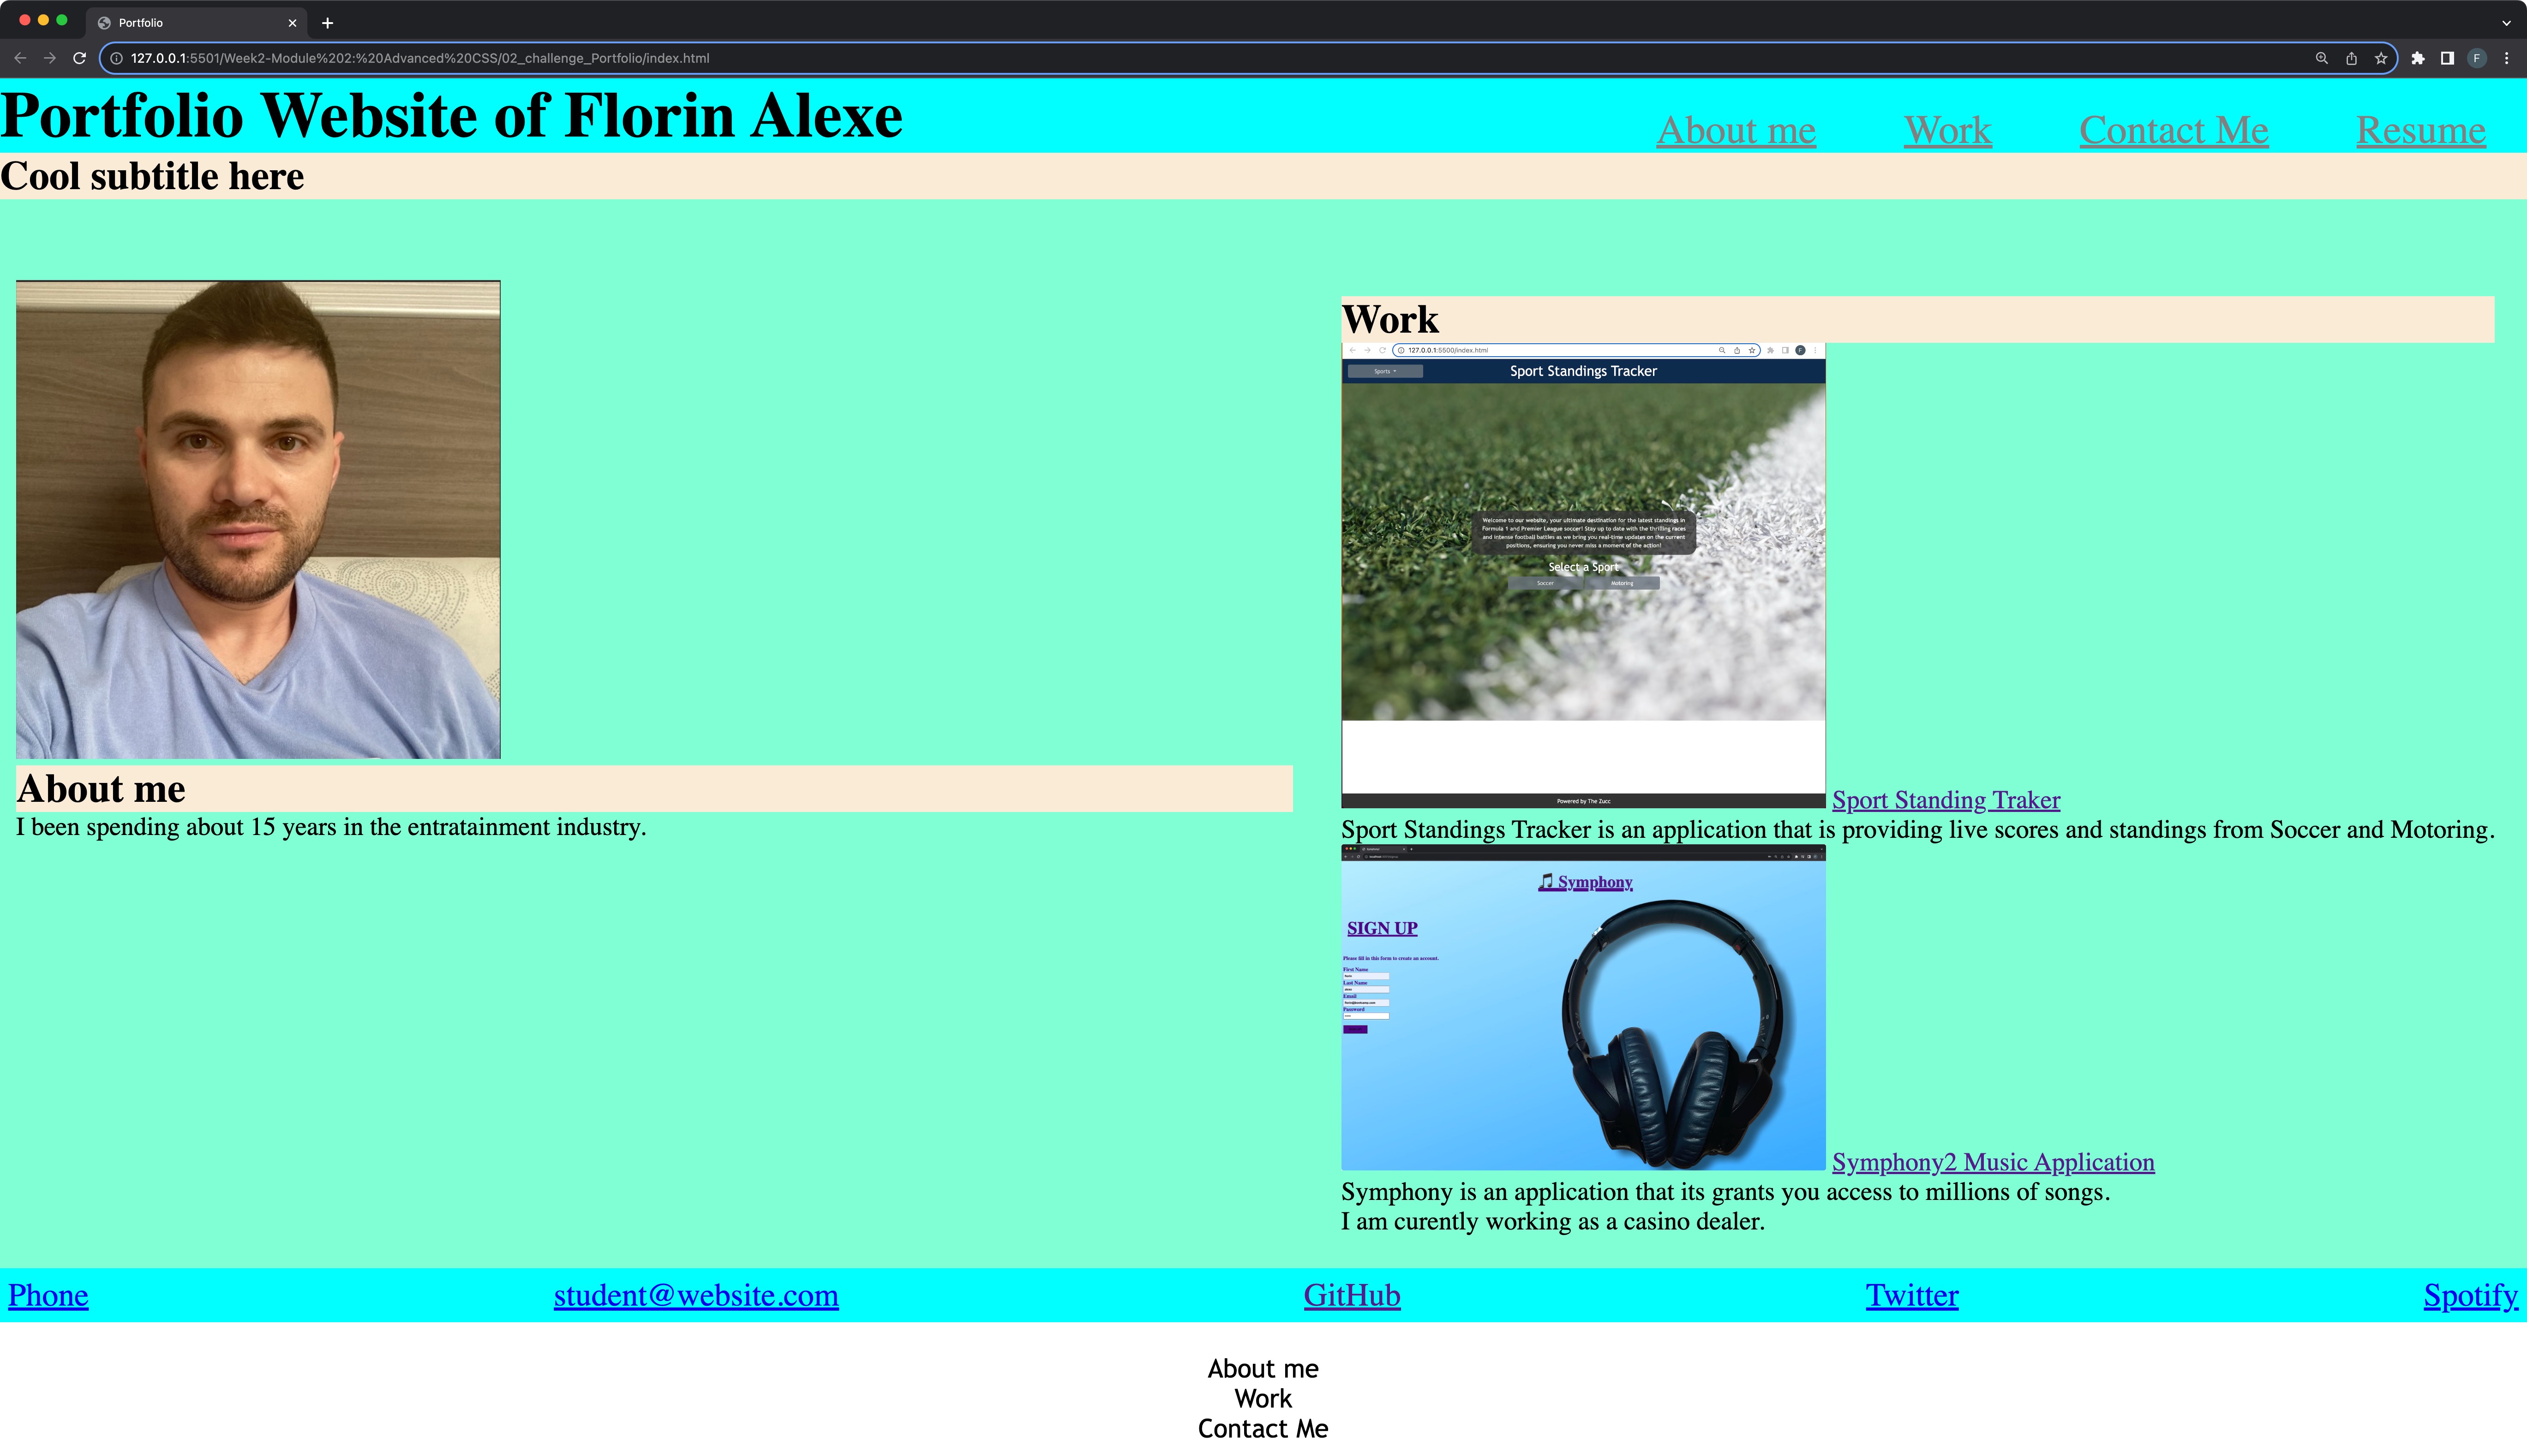 Portfolio
127.0.0.1:5501/Week2-Module%202:%20Advanced%20CSS/02_challenge_Portfolio/index.html
F
Portfolio Website of Florin Alexe
About me Work Contact Me Resume
Cool subtitle here
Work
127.0.0.1:5500/index.html
Sports
Sport Standings Tracker
Welcome to our website, your ultimate destination for the latest standings in
Formula 1 and Premier League soccer! Stay up to date with the thrilling races
and intense football battles as we bring you real-time updates on the current
positions, ensuring you never miss a moment of the action!
Select a Sport
Soccer Motoring
Powered by The Zucc
Sport Standing Traker
About me
I been spending about 15 years in the entratainment industry.
Sport Standings Tracker is an application that is providing live scores and standings from Soccer and Motoring.
Symphony
SIGN UP
Please fill in this form to create an account.
First Name
Last Name
Email
Password
Symphony2 Music Application
Symphony is an application that its grants you access to millions of songs.
I am curently working as a casino dealer.
Phone student@website.com GitHub Twitter Spotify
About me
Work
Contact Me